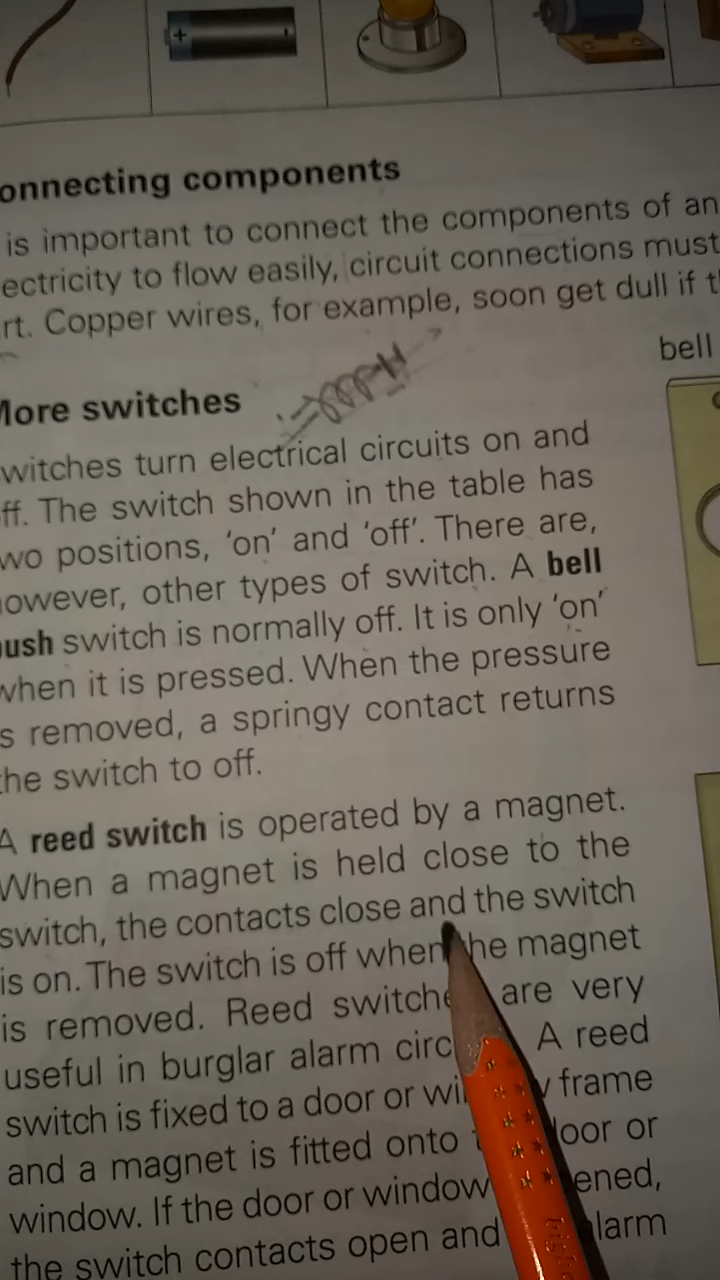 onnecting components
is important to connect the components of an
ectricity to flow easily, circuit connections must
rt. Copper wires, for example, soon get dull if t
bell
More switches
witches turn electrical circuits on and
ff. The switch shown in the table has
wo positions, ‘on’ and ‘off’. There are,
owever, other types of switch. A bell
push switch is normally off. It is only ‘on’
when it is pressed. When the pressure
s removed, a springy contact returns
the switch to off.
A reed switch is operated by a magnet.
When a magnet is held close to the
switch, the contacts close and the switch
is on. The switch is off when the magnet
is removed. Reed switche are very
useful in burglar alarm circ A reed
switch is fixed to a door or wi w frame
and a magnet is fitted onto t door or
window. If the door or window ened,
the switch contacts open and alarm